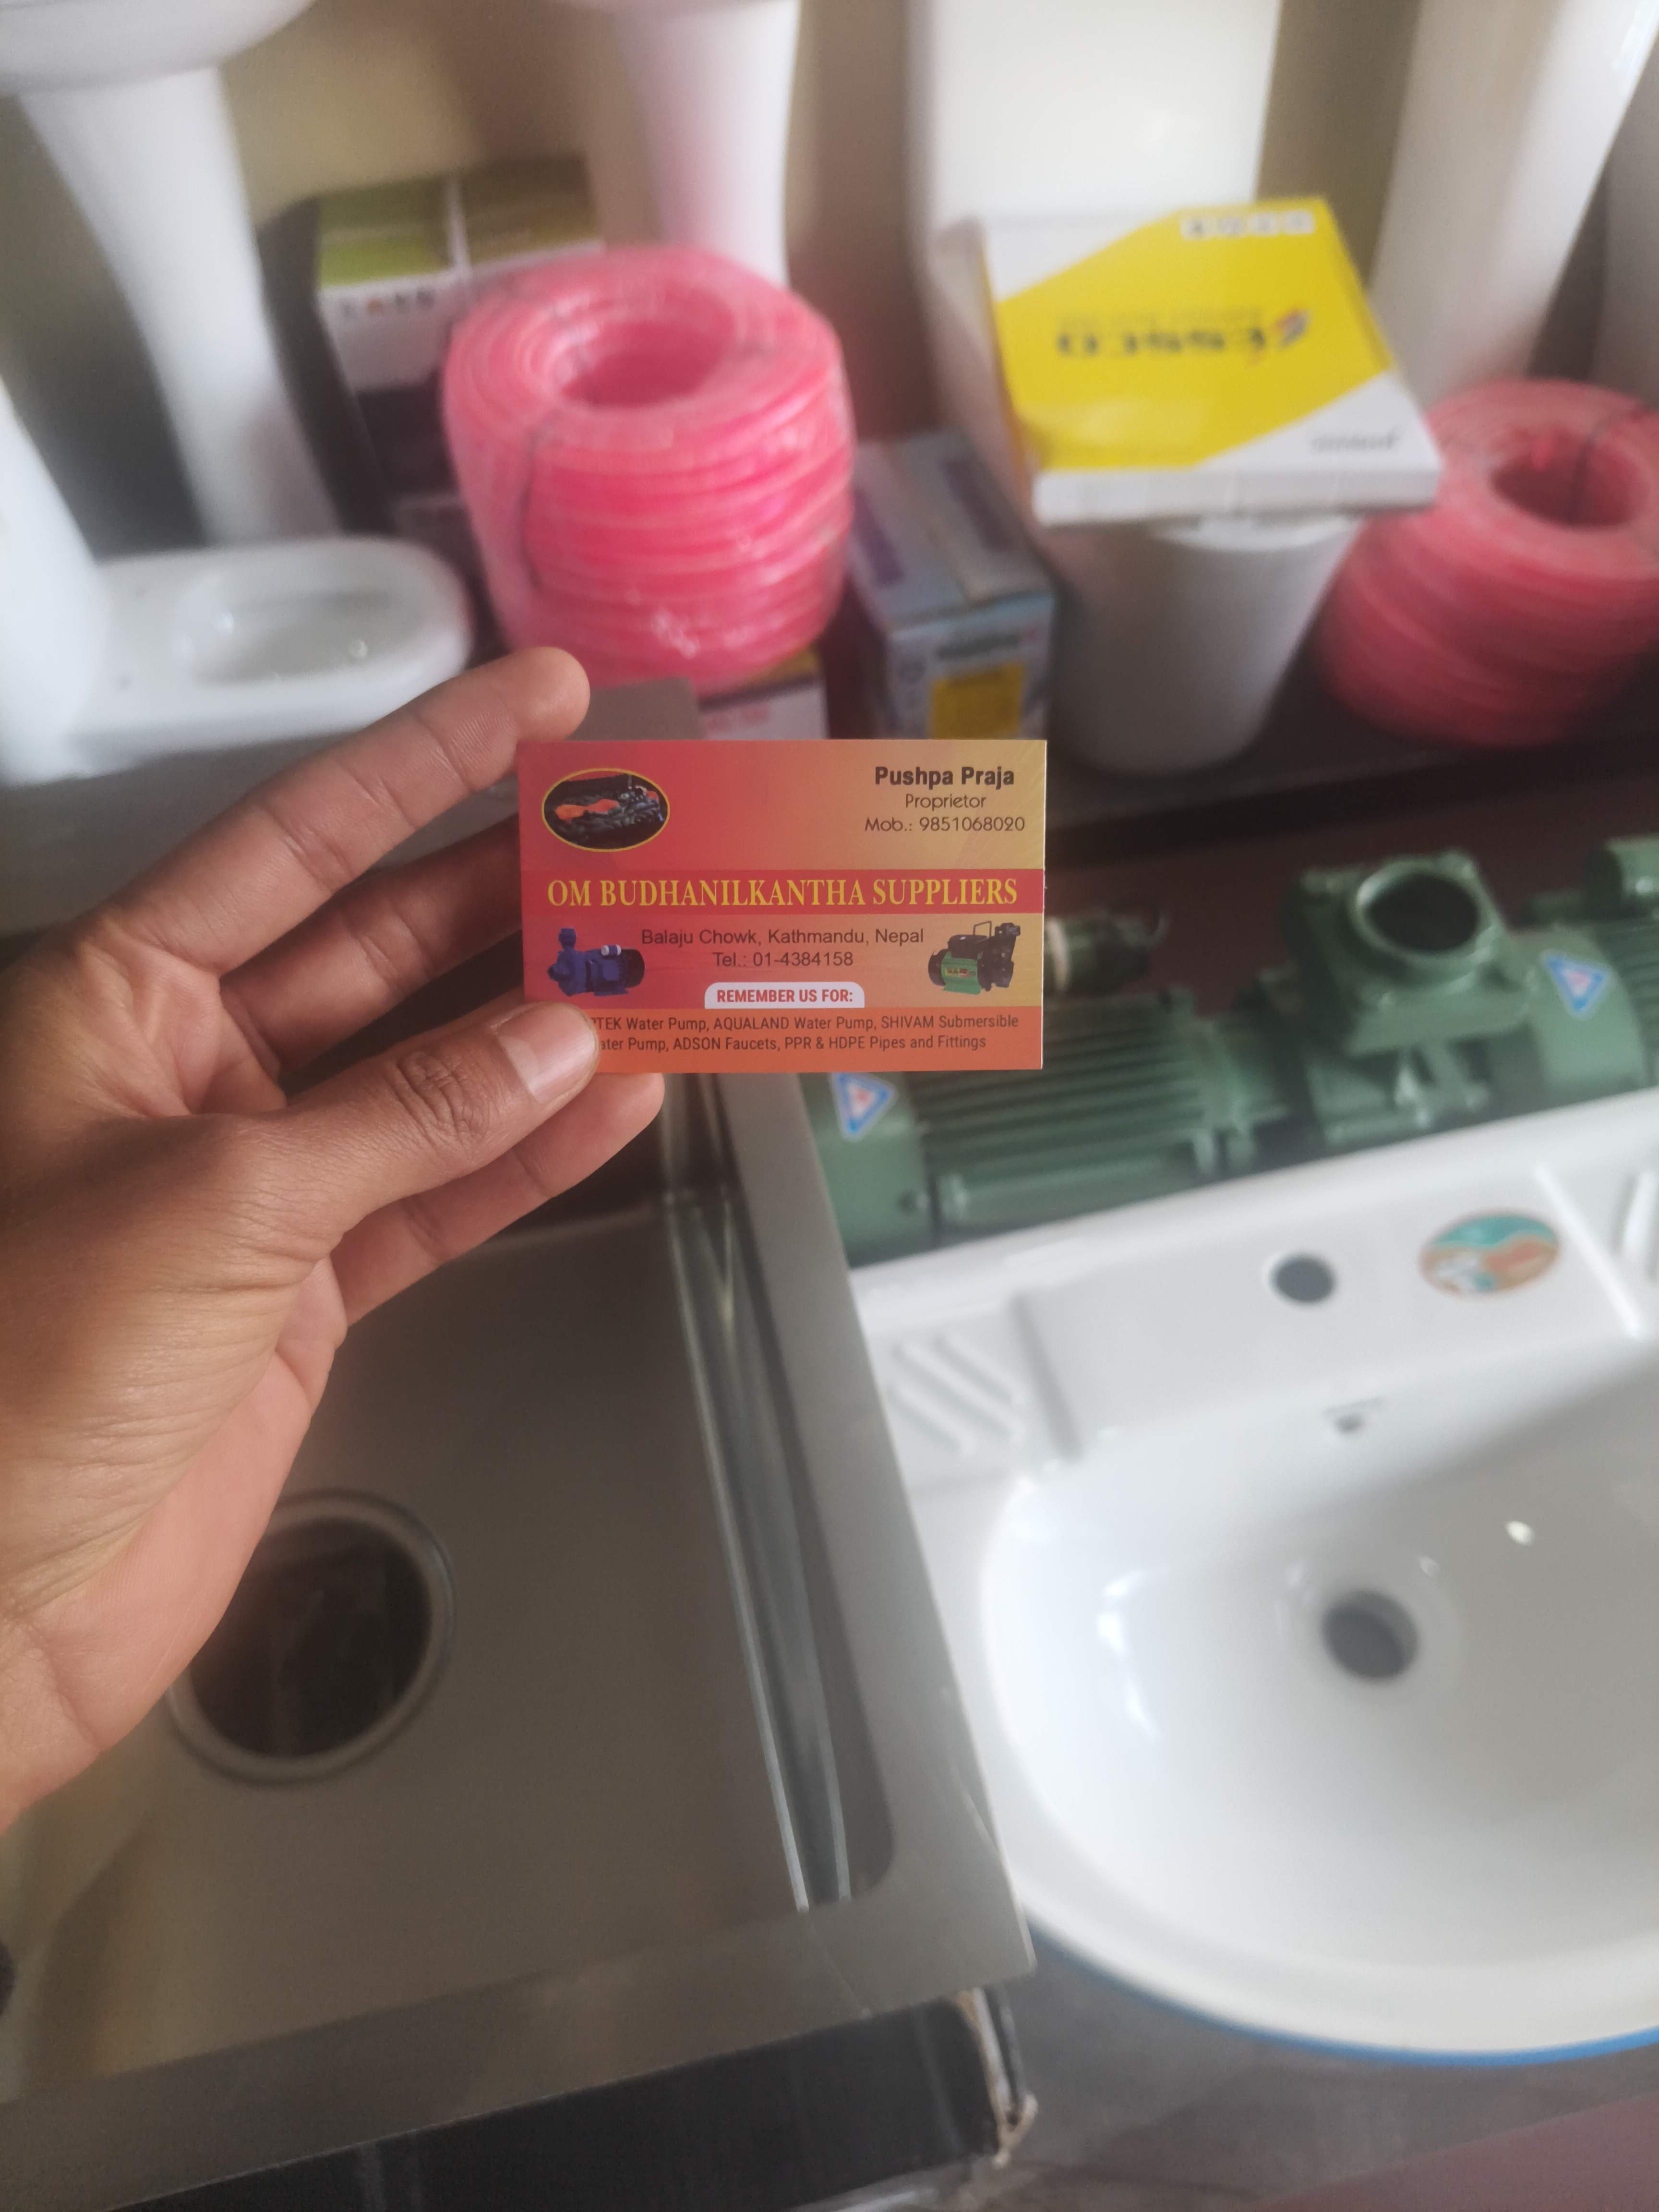 Pushpa Praja
Proprietor
Mob.: 9851068020
OM BUDHANILKANTHA SUPPLIERS
Balaju Chowk, Kathmandu, Nepal
Tel.: 01-4384158
REMEMBER US FOR:
Water Pump, AQUALAND Water Pump, SHIVAM Submersible
Pump, ADSON Faucets, PPR & HDPE Pipes and Fittings
ESSCO